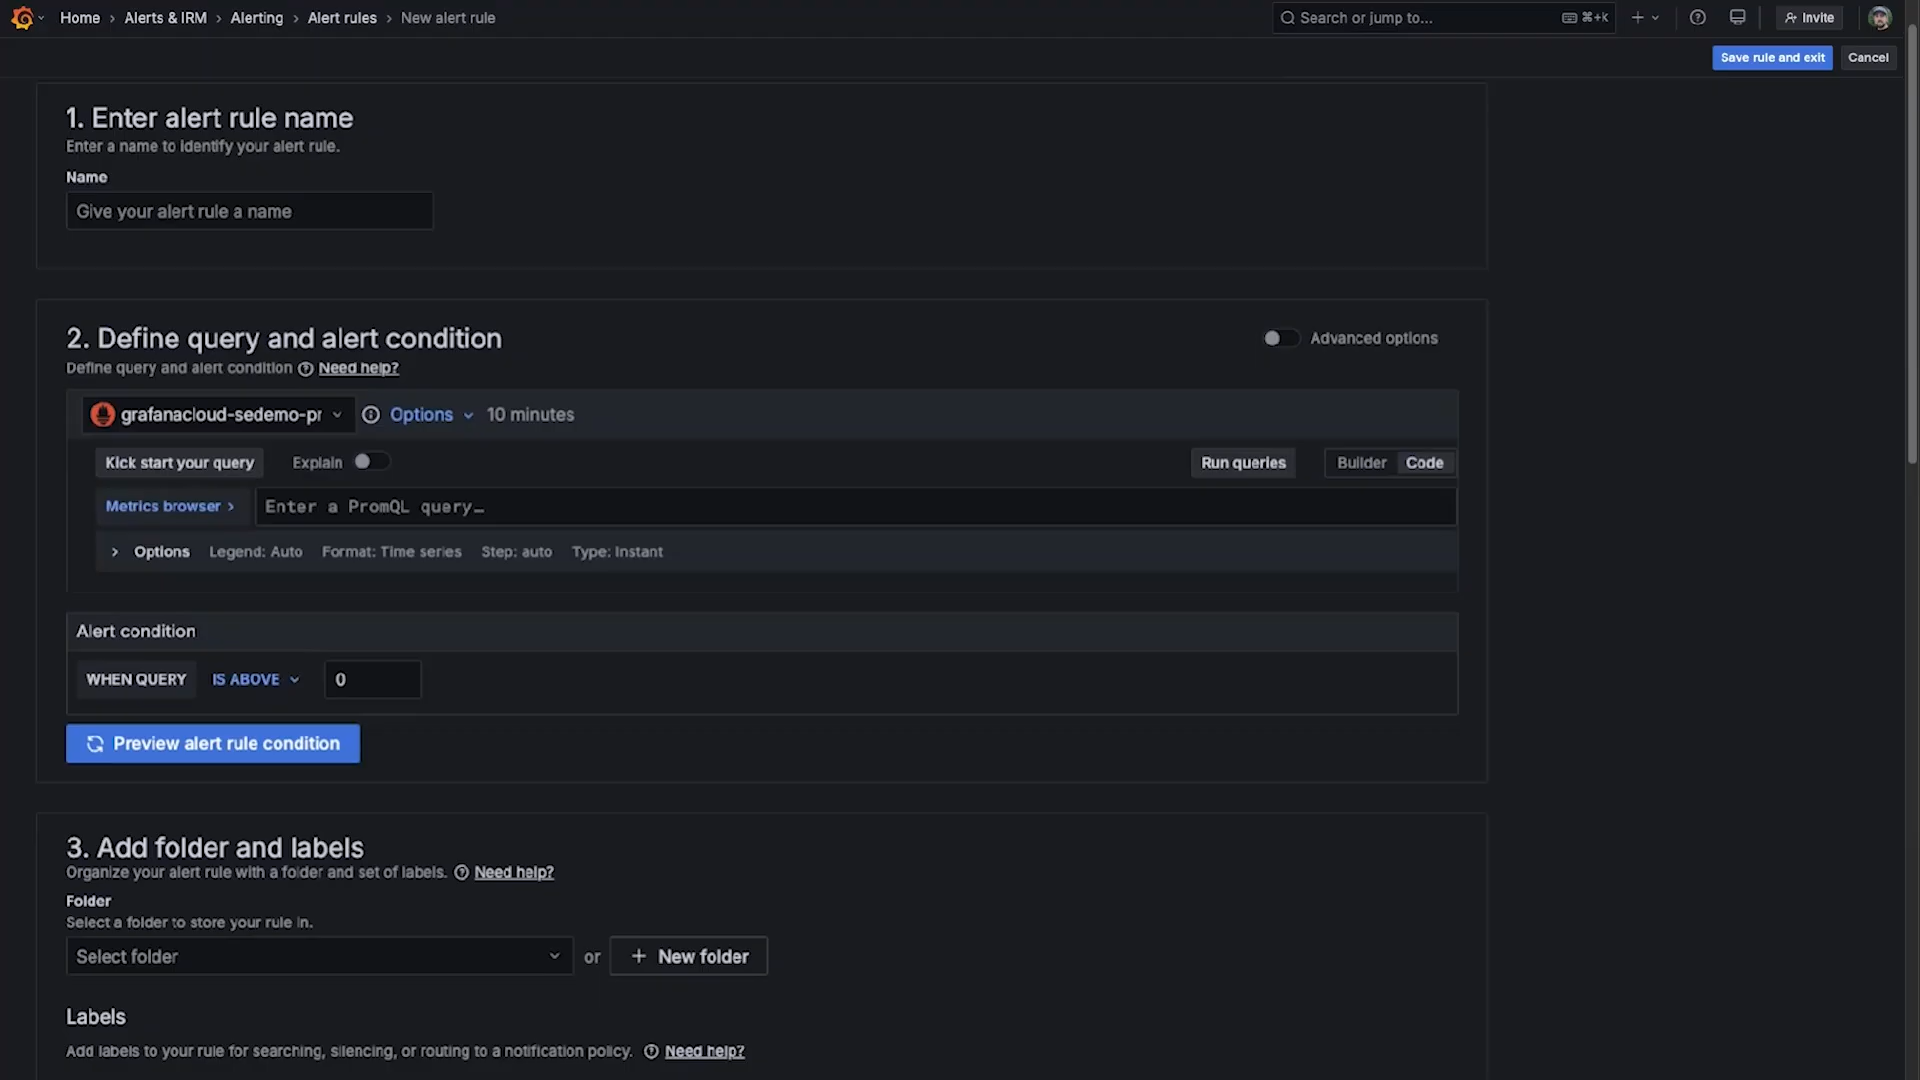 Home › Alerts & IRM › Alerting › Alert rules › New alert rule
Search or jump to...
⌘+k
Invite
Save rule and exit
Cancel
1. Enter alert rule name
Enter a name to identify your alert rule.
Name
Give your alert rule a name
2. Define query and alert condition
Advanced options
Define query and alert condition
Need help?
grafanacloud-sedemo-pr
Options
10 minutes
Kick start your query
Explain
Run queries
Builder
Code
Metrics browser >
Enter a PromQL query…
> Options Legend: Auto Format: Time series Step: auto Type: Instant
Alert condition
WHEN QUERY
IS ABOVE
0
Preview alert rule condition
3. Add folder and labels
Organize your alert rule with a folder and set of labels.
Need help?
Folder
Select a folder to store your rule in.
Select folder
or
+ New folder
Labels
Add labels to your rule for searching, silencing, or routing to a notification policy.
Need help?